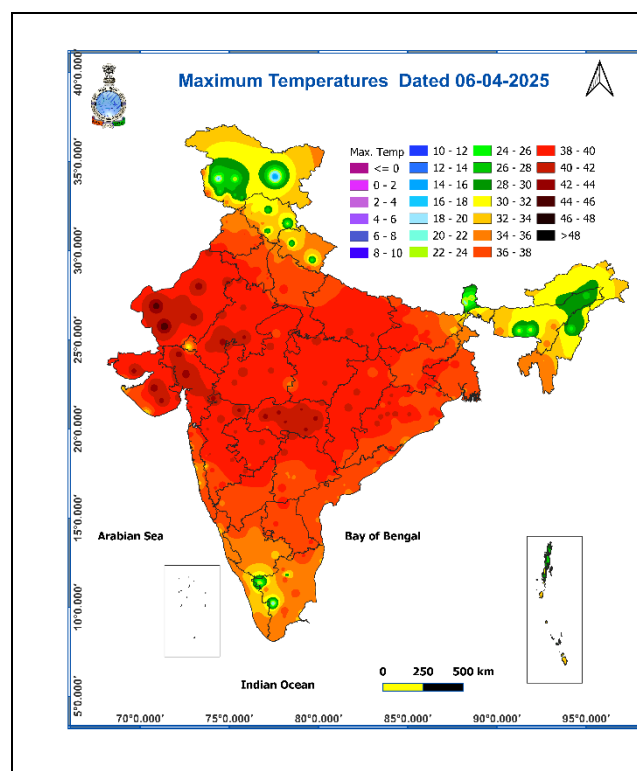 Maximum Temperatures Dated 06-04-2025
Max. Temp
<= 0
0 - 2
2 - 4
4 - 6
6 - 8
8 - 10
10 - 12
12 - 14
14 - 16
16 - 18
18 - 20
20 - 22
22 - 24
24 - 26
26 - 28
28 - 30
30 - 32
32 - 34
34 - 36
36 - 38
38 - 40
40 - 42
42 - 44
44 - 46
46 - 48
>48
40°0.000'
35°0.000'
30°0.000'
25°0.000'
20°0.000'
15°0.000'
10°0.000'
5°0.000'
Arabian Sea
Bay of Bengal
Indian Ocean
0 250 500 km
70°0.000' 75°0.000' 80°0.000' 85°0.000' 90°0.000' 95°0.000'